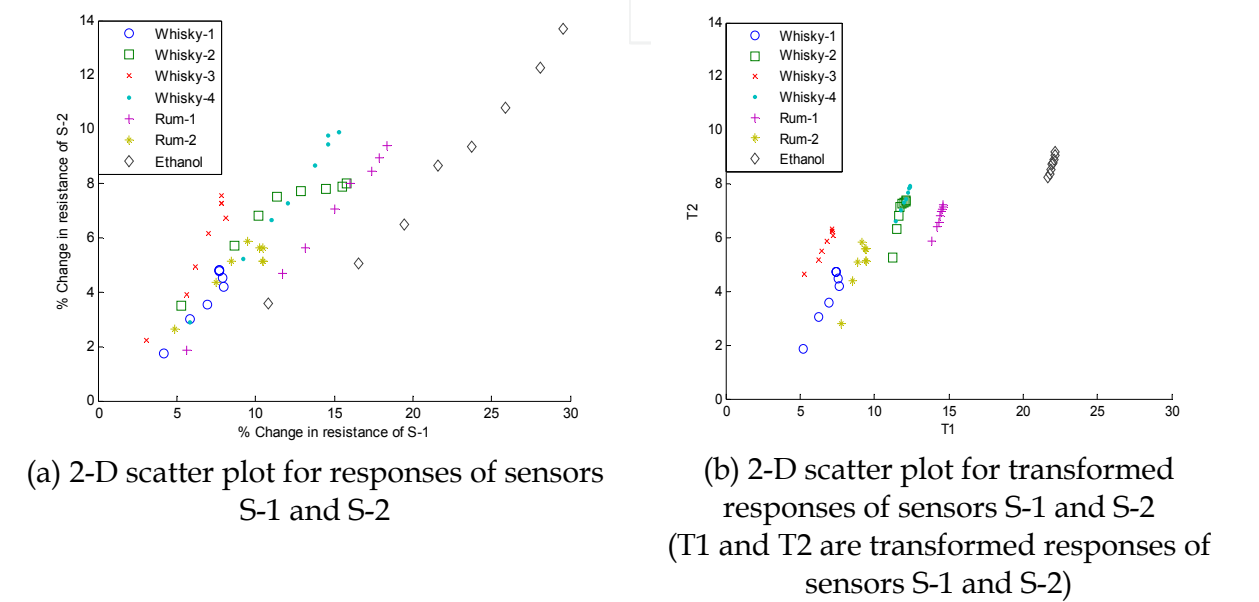 14
12
10
8
6
4
2
0
Whisky-1
Whisky-2
Whisky-3
Whisky-4
Rum-1
Rum-2
Ethanol
% Change in resistance of S-2
0 5 10 15 20 25 30
% Change in resistance of S-1
(a) 2-D scatter plot for responses of sensors
S-1 and S-2
14
12
10
8
6
4
2
0
Whisky-1
Whisky-2
Whisky-3
Whisky-4
Rum-1
Rum-2
Ethanol
T2
0 5 10 15 20 25 30
T1
(b) 2-D scatter plot for transformed
responses of sensors S-1 and S-2
(T1 and T2 are transformed responses of
sensors S-1 and S-2)